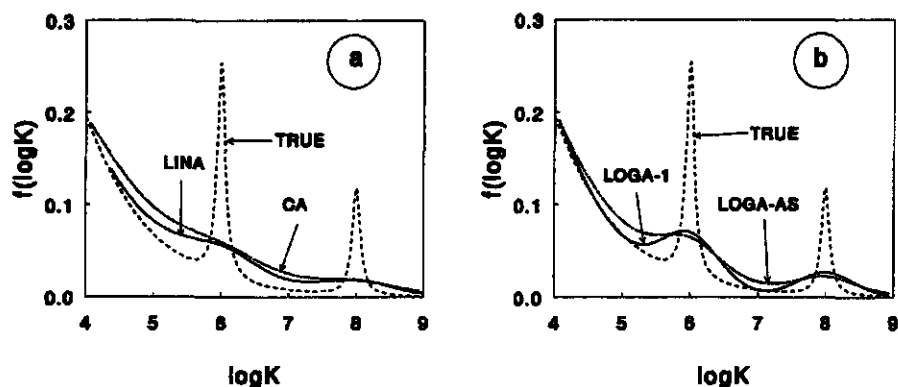 0.3
a
0.2
f(logK)
TRUE
LINA
CA
0.1
0.0
4 5 6 7 8 9
logK
0.3
b
0.2
f(logK)
TRUE
LOGA-1
LOGA-AS
0.1
0.0
4 5 6 7 8 9
logK